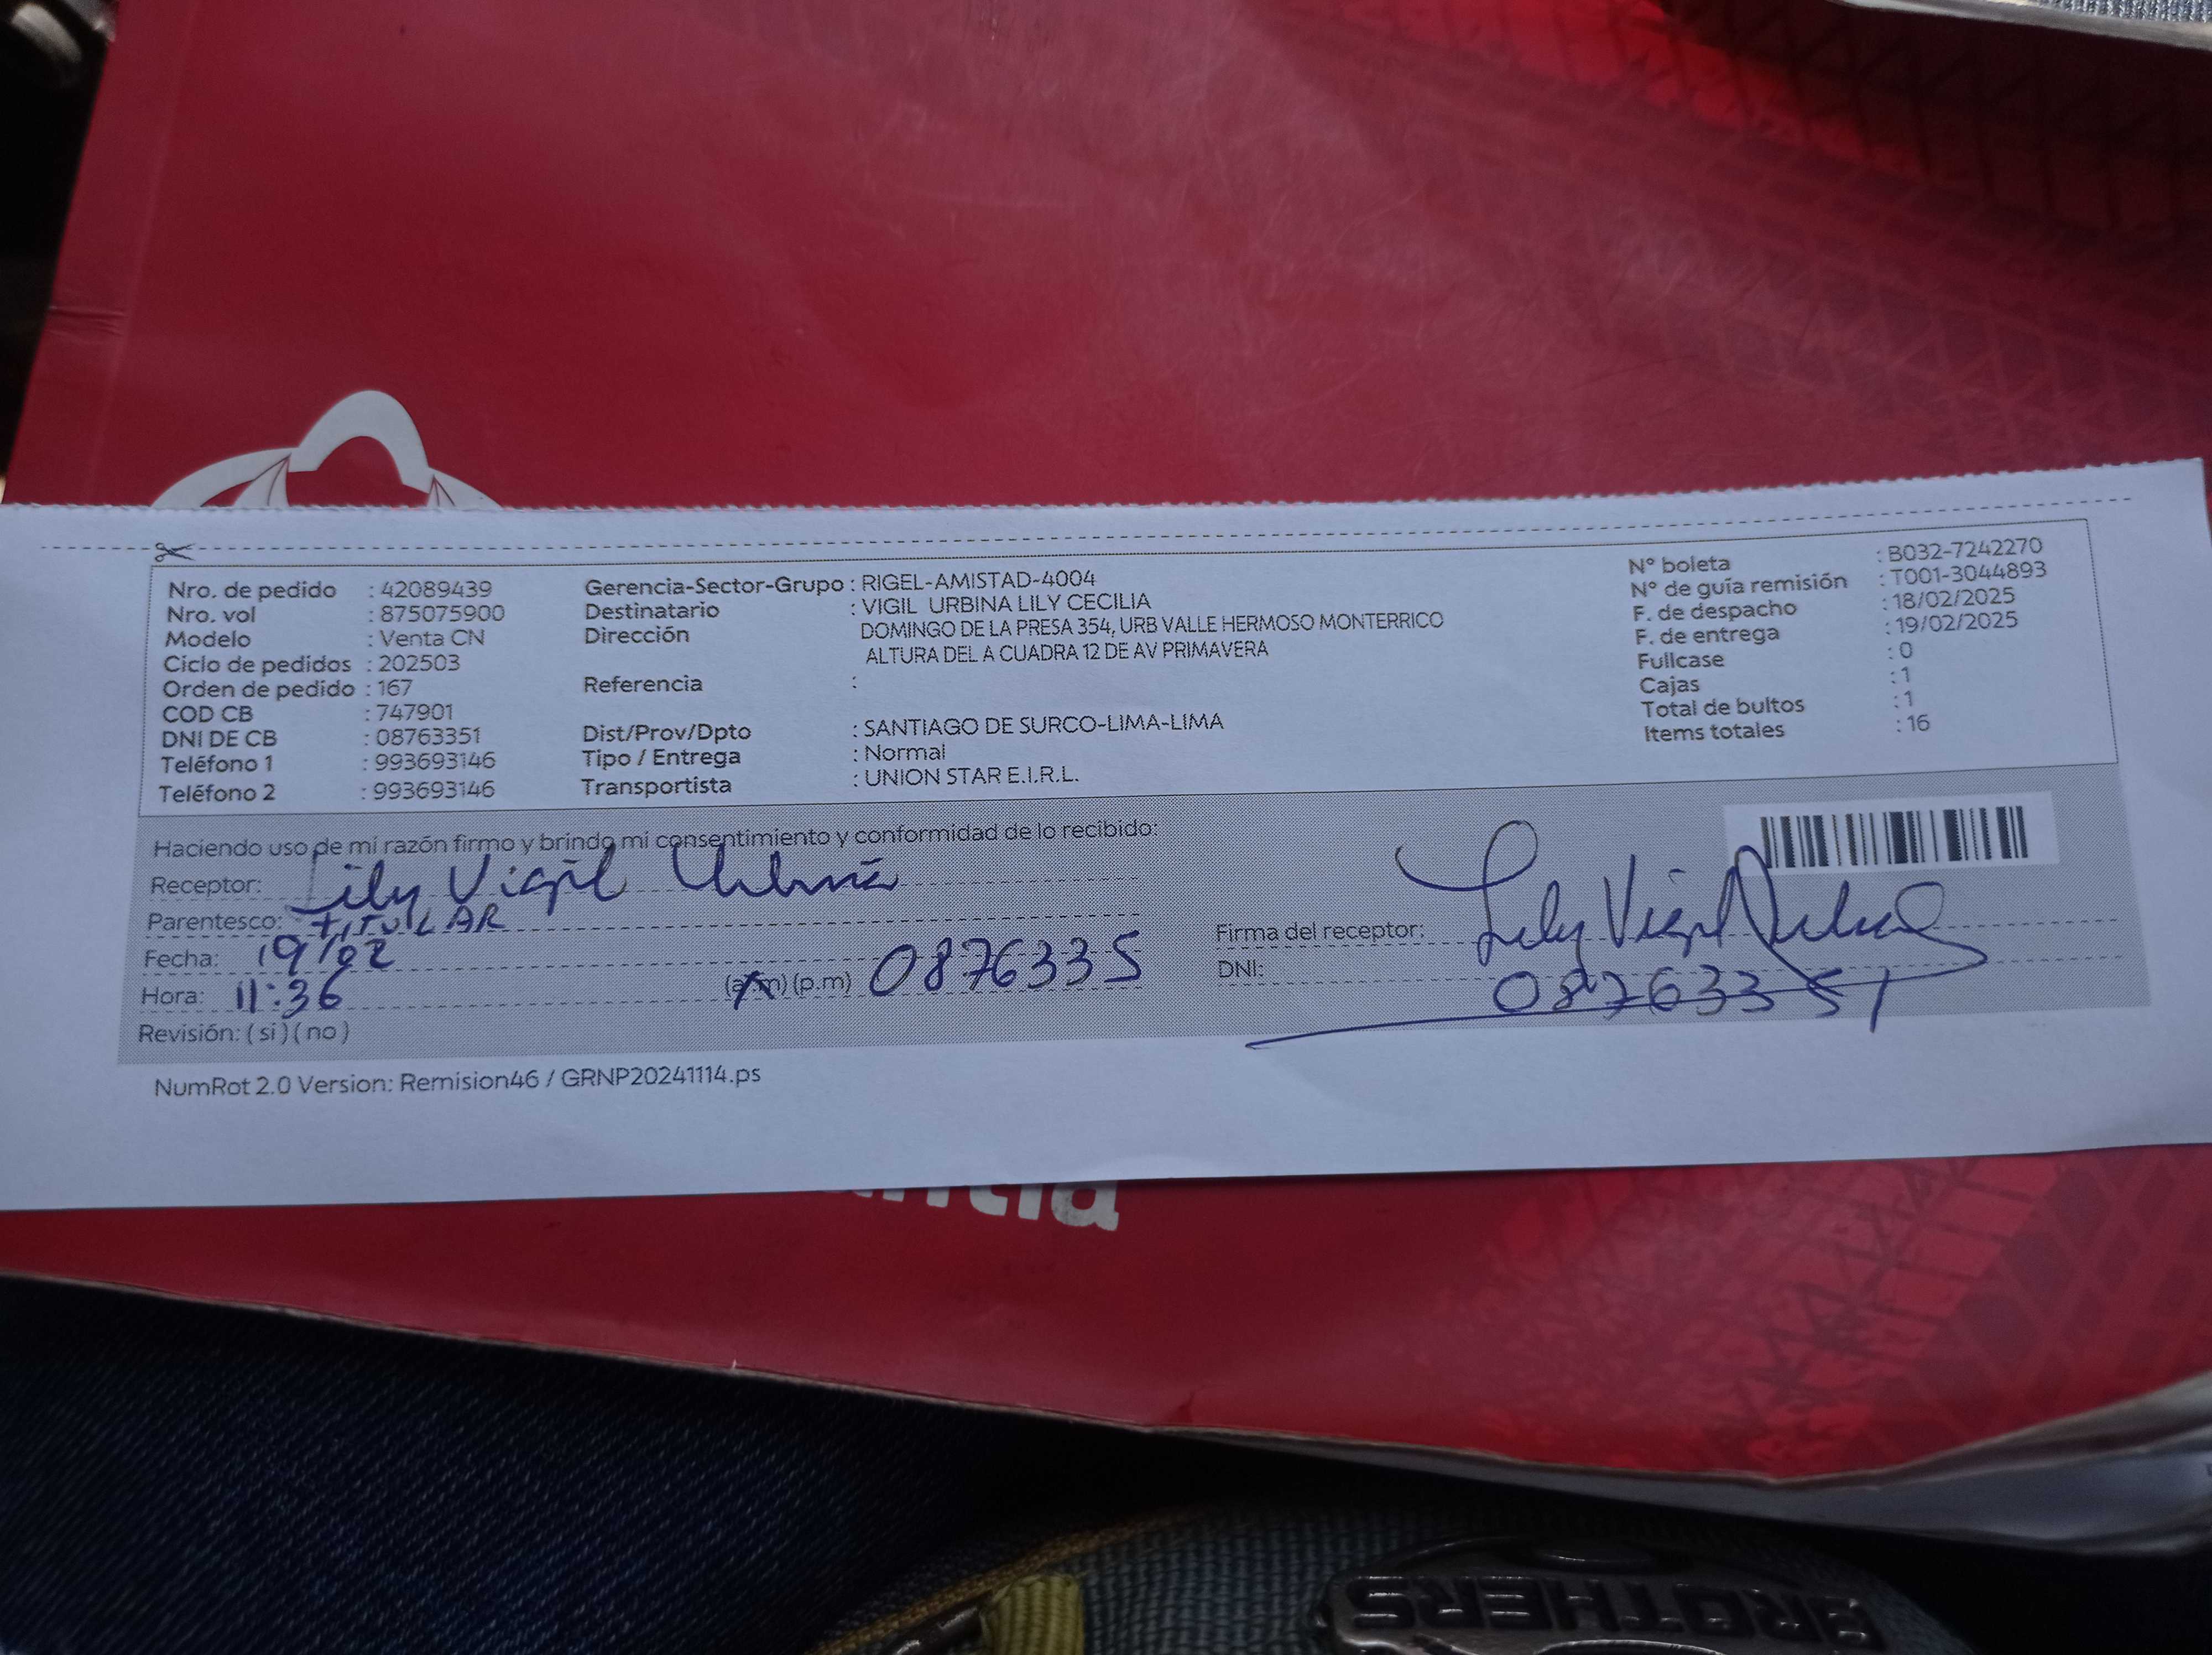 Nro. de pedido : 42089439
Nro. vol : 875075900
Modelo : Venta CN
Ciclo de pedidos : 202503
Orden de pedido : 167
COD CB : 747901
DNI DE CB : 08763351
Teléfono 1 : 993693146
Teléfono 2 : 993693146
Gerencia-Sector-Grupo : RIGEL-AMISTAD-4004
Destinatario : VIGIL URBINA LILY CECILIA
Dirección DOMINGO DE LA PRESA 354, URB VALLE HERMOSO MONTERRICO
ALTURA DEL A CUADRA 12 DE AV PRIMAVERA
Referencia :
Dist/Prov/Dpto : SANTIAGO DE SURCO-LIMA-LIMA
Tipo / Entrega : Normal
Transportista : UNION STAR E.I.R.L.
N° boleta : B032-7242270
N° de guía remisión : T001-3044893
F. de despacho : 18/02/2025
F. de entrega : 19/02/2025
Fullcase : 0
Cajas : 1
Total de bultos : 1
Items totales : 16
Haciendo uso de mi razón firmo y brindo mi consentimiento y conformidad de lo recibido:
Receptor: Lily Vigil Urbina
Parentesco: TITULAR
Fecha: 19/02
Hora: 11:36 (a.m) (p.m) 0876335
Revisión: ( si ) ( no )
Firma del receptor: Lily Vigil Urbina
DNI: 08763351
NumRot 2.0 Version: Remision46 / GRNP20241114.ps
BROTHERS